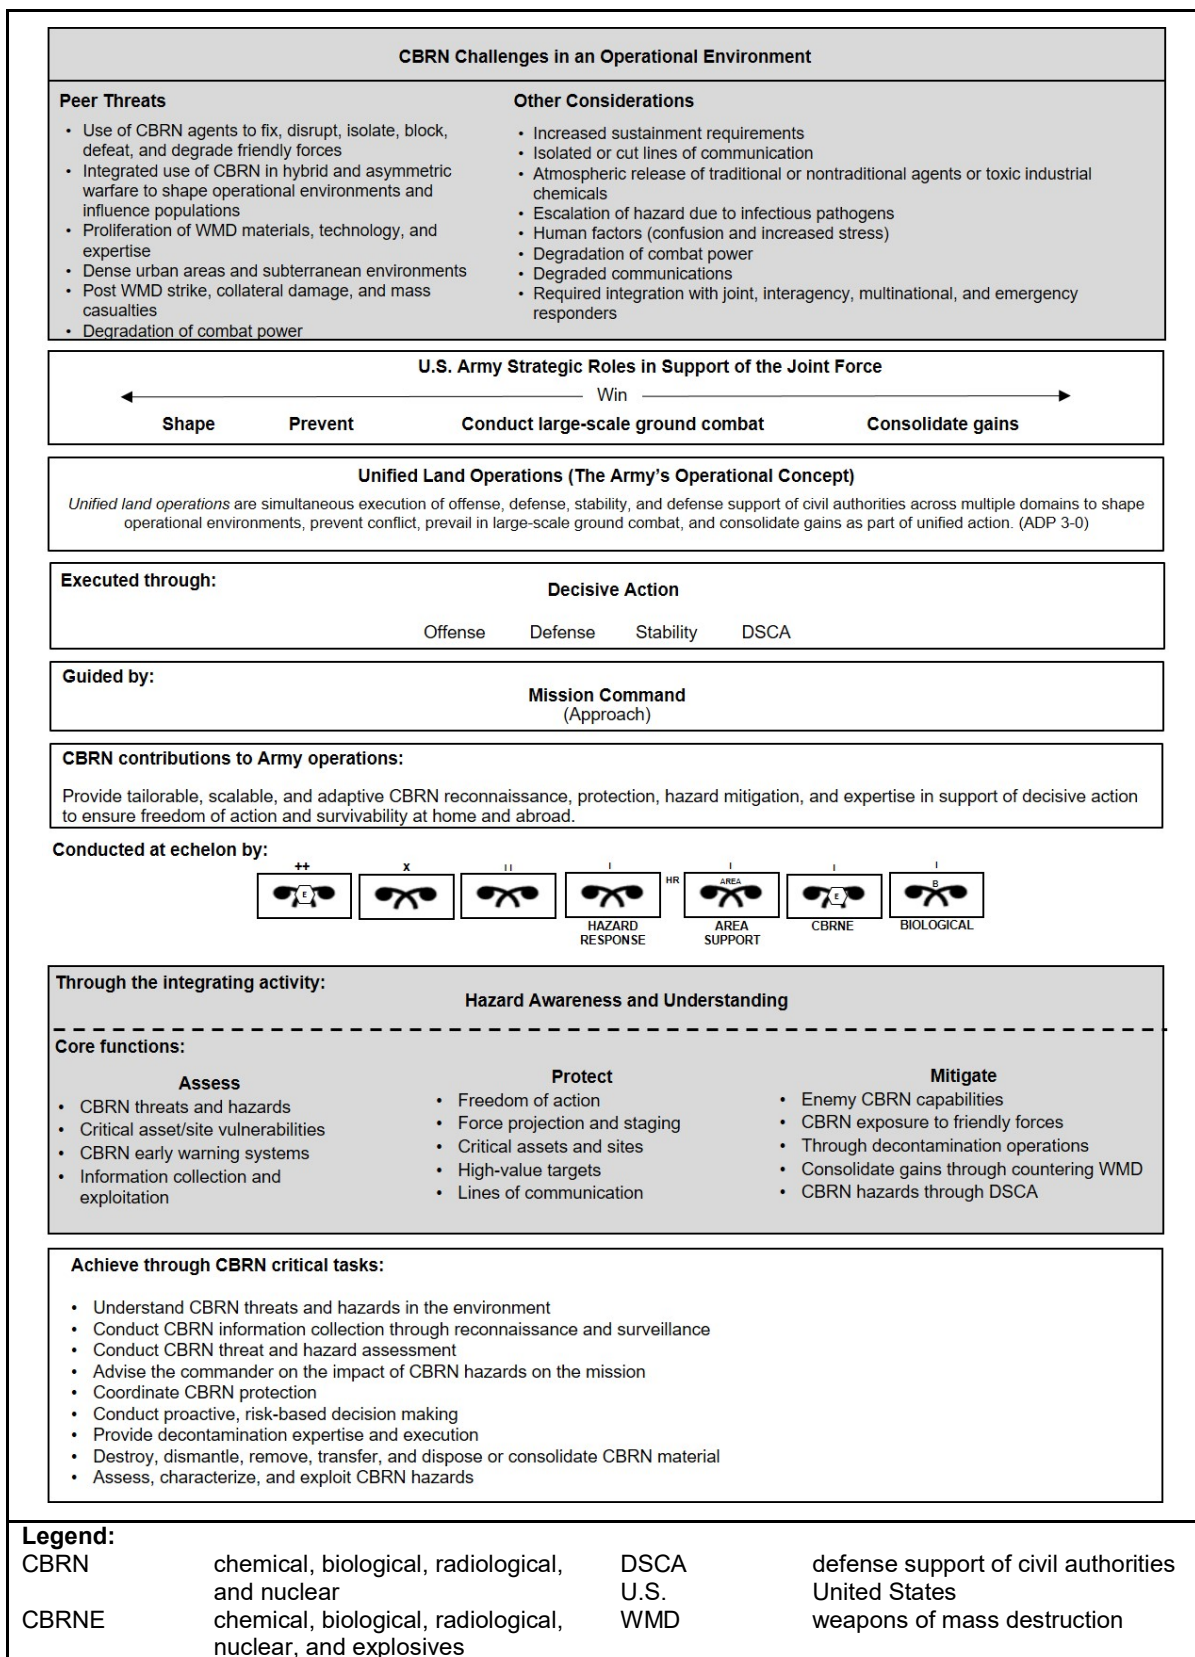 CBRN Challenges in an Operational Environment
Peer Threats
• Use of CBRN agents to fix, disrupt, isolate, block,
defeat, and degrade friendly forces
• Integrated use of CBRN in hybrid and asymmetric
warfare to shape operational environments and
influence populations
• Proliferation of WMD materials, technology, and
expertise
• Dense urban areas and subterranean environments
• Post WMD strike, collateral damage, and mass
casualties
• Degradation of combat power
Other Considerations
• Increased sustainment requirements
• Isolated or cut lines of communication
• Atmospheric release of traditional or nontraditional agents or toxic industrial
chemicals
• Escalation of hazard due to infectious pathogens
• Human factors (confusion and increased stress)
• Degradation of combat power
• Degraded communications
• Required integration with joint, interagency, multinational, and emergency
responders
U.S. Army Strategic Roles in Support of the Joint Force
Win
Shape Prevent Conduct large-scale ground combat Consolidate gains
Unified Land Operations (The Army's Operational Concept)
Unified land operations are simultaneous execution of offense, defense, stability, and defense support of civil authorities across multiple domains to shape
operational environments, prevent conflict, prevail in large-scale ground combat, and consolidate gains as part of unified action. (ADP 3-0)
Executed through:
Decisive Action
Offense Defense Stability DSCA
Guided by:
Mission Command
(Approach)
CBRN contributions to Army operations:
Provide tailorable, scalable, and adaptive CBRN reconnaissance, protection, hazard mitigation, and expertise in support of decisive action
to ensure freedom of action and survivability at home and abroad.
Conducted at echelon by:
++ X I I I I I I
E HR AREA E B
HAZARD
RESPONSE
AREA
SUPPORT
CBRNE
BIOLOGICAL
Through the integrating activity:
Hazard Awareness and Understanding
Core functions:
Assess
• CBRN threats and hazards
• Critical asset/site vulnerabilities
• CBRN early warning systems
• Information collection and
exploitation
Protect
• Freedom of action
• Force projection and staging
• Critical assets and sites
• High-value targets
• Lines of communication
Mitigate
• Enemy CBRN capabilities
• CBRN exposure to friendly forces
• Through decontamination operations
• Consolidate gains through countering WMD
• CBRN hazards through DSCA
Achieve through CBRN critical tasks:
• Understand CBRN threats and hazards in the environment
• Conduct CBRN information collection through reconnaissance and surveillance
• Conduct CBRN threat and hazard assessment
• Advise the commander on the impact of CBRN hazards on the mission
• Coordinate CBRN protection
• Conduct proactive, risk-based decision making
• Provide decontamination expertise and execution
• Destroy, dismantle, remove, transfer, and dispose or consolidate CBRN material
• Assess, characterize, and exploit CBRN hazards
Legend:
CBRN chemical, biological, radiological,
and nuclear
CBRNE chemical, biological, radiological,
nuclear, and explosives
DSCA defense support of civil authorities
U.S. United States
WMD weapons of mass destruction